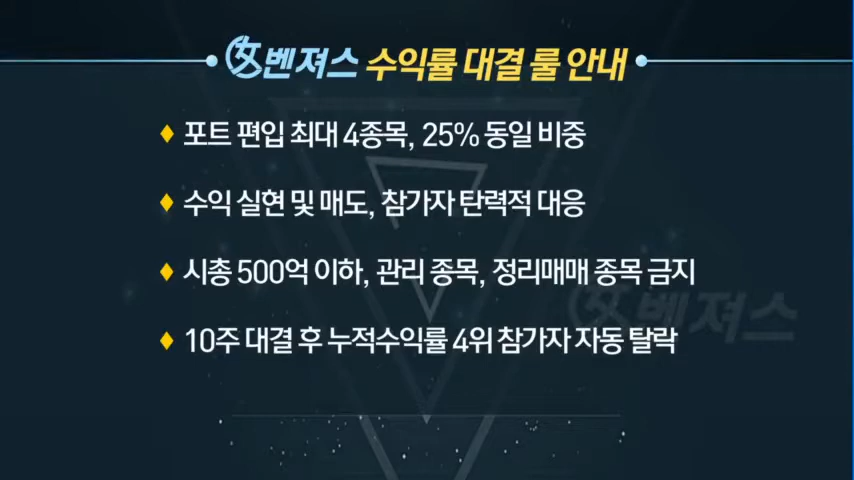 女벤져스 수익률 대결 룰 안내
포트 편입 최대 4종목, 25% 동일 비중
수익 실현 및 매도, 참가자 탄력적 대응
시총 500억 이하, 관리 종목, 정리매매 종목 금지
女벤져스
10주 대결 후 누적수익률 4위 참가자 자동 탈락